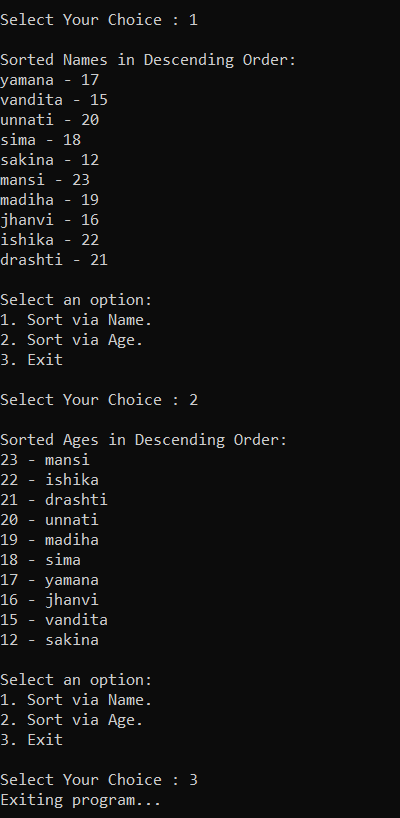 Select Your Choice : 1
Sorted Names in Descending Order:
yamana - 17
vandita - 15
unnati - 20
sima - 18
sakina - 12
mansi - 23
madiha - 19
jhanvi - 16
ishika - 22
drashti - 21
Select an option:
1. Sort via Name.
2. Sort via Age.
3. Exit
Select Your Choice : 2
Sorted Ages in Descending Order:
23 - mansi
22 - ishika
21 - drashti
20 - unnati
19 - madiha
18 - sima
17 - yamana
16 - jhanvi
15 - vandita
12 - sakina
Select an option:
1. Sort via Name.
2. Sort via Age.
3. Exit
Select Your Choice : 3
Exiting program...